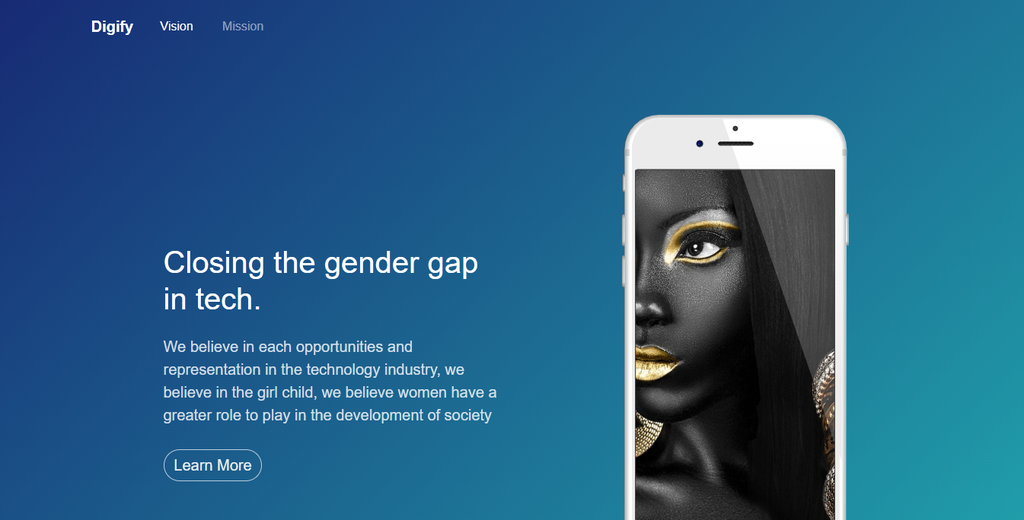 Digify Vision Mission
Closing the gender gap
in tech.
We believe in each opportunities and
representation in the technology industry, we
believe in the girl child, we believe women have a
greater role to play in the development of society
Learn More